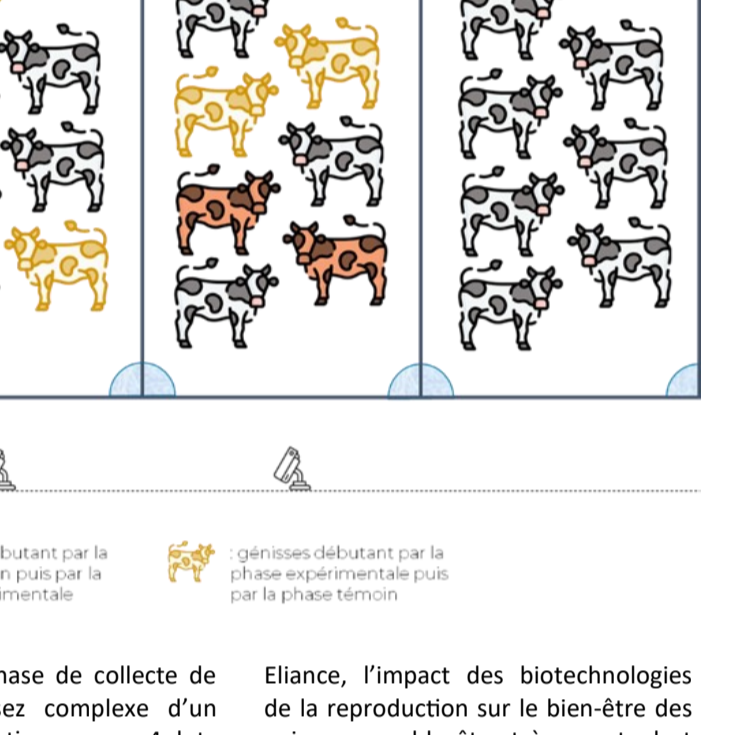 butant par la
n puis par la
imentale
: génisses débutant par la
phase expérimentale puis
par la phase témoin
hase de collecte de
sez complexe d'un
Eliance, l'impact des biotechnologies
de la reproduction sur le bien-être des